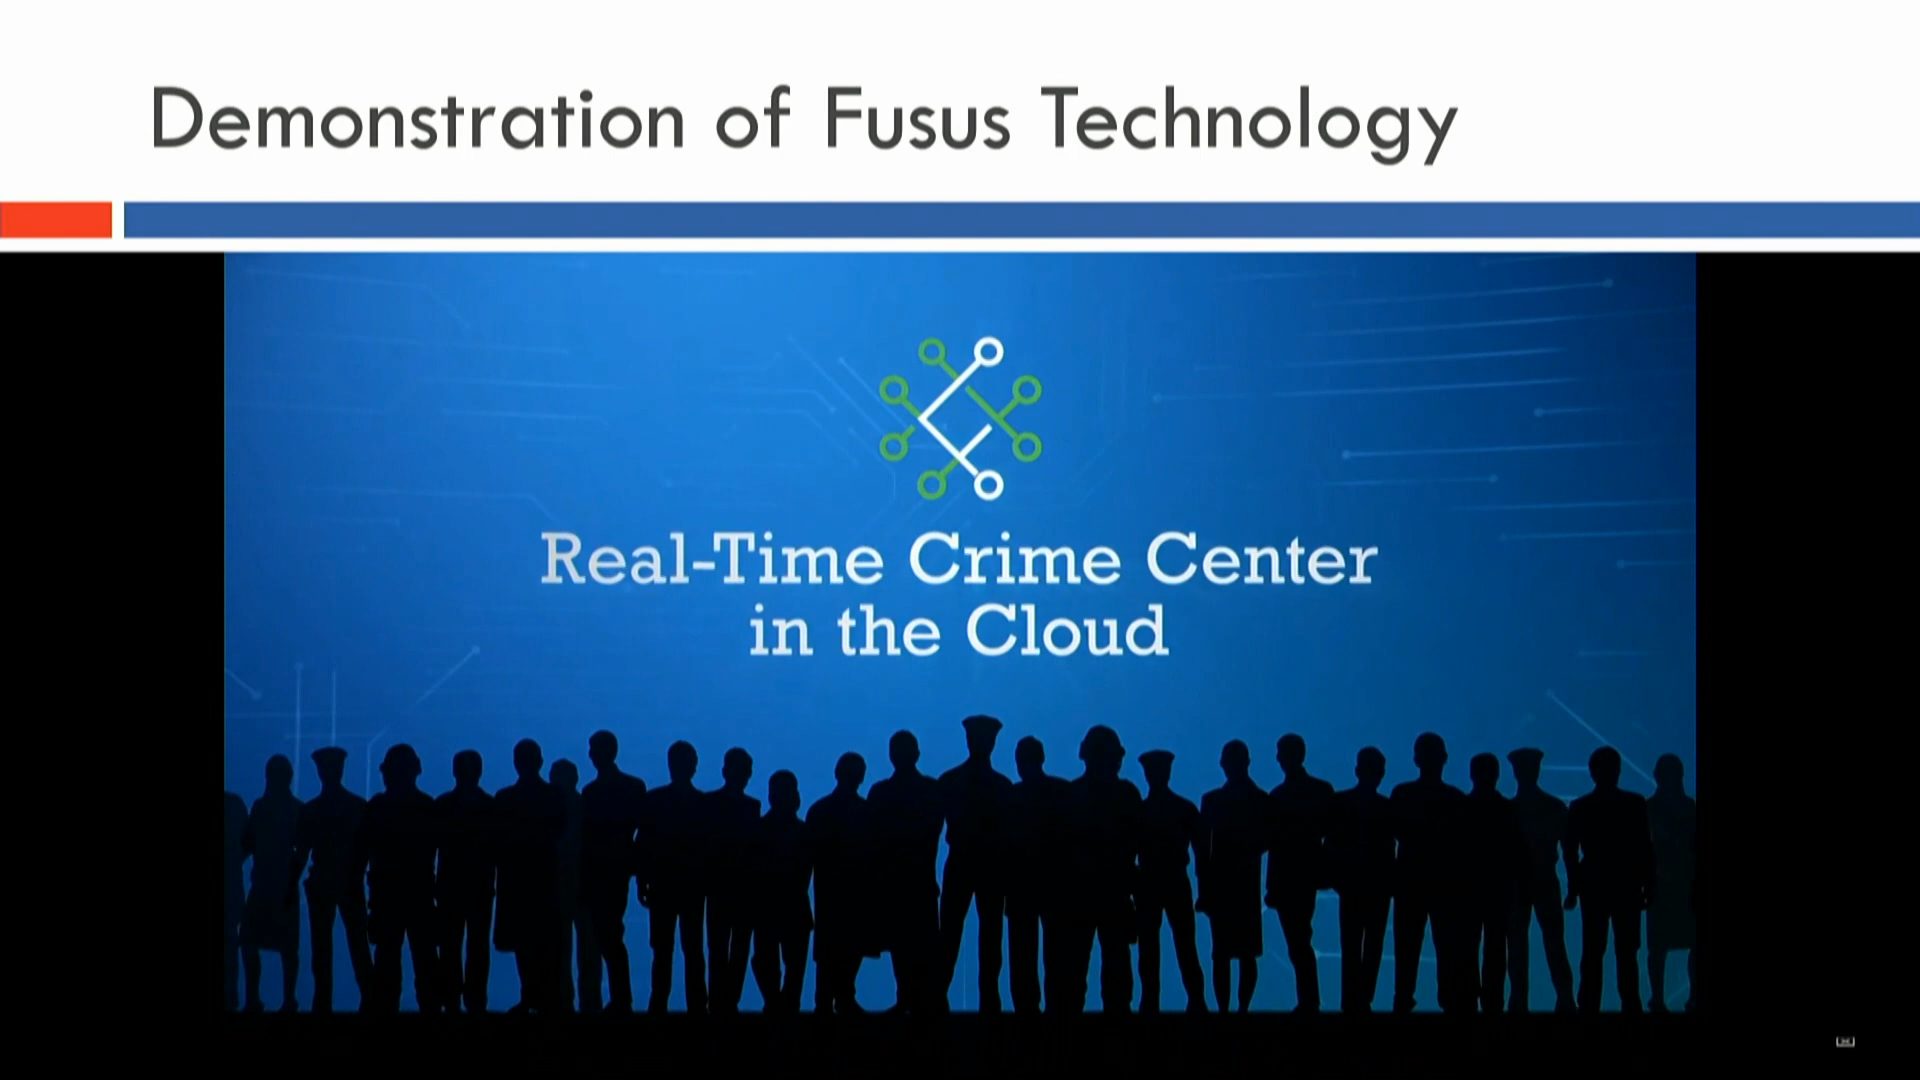 Demonstration of Fusus Technology
Real-Time Crime Center
in the Cloud